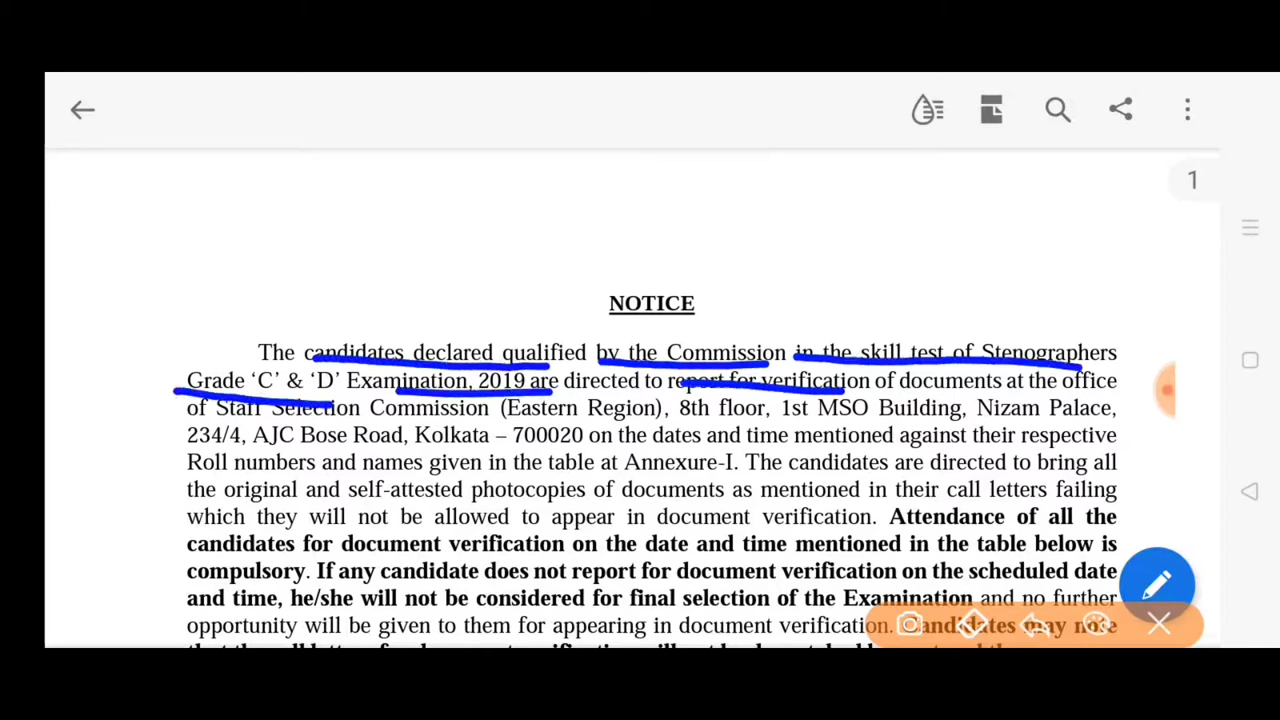 1
NOTICE
The candidates declared qualified by the Commission in the skill test of Stenographers
Grade ‘C’ & ‘D’ Examination, 2019 are directed to report for verification of documents at the office
of Staff Selection Commission (Eastern Region), 8th floor, 1st MSO Building, Nizam Palace,
234/4, AJC Bose Road, Kolkata – 700020 on the dates and time mentioned against their respective
Roll numbers and names given in the table at Annexure-I. The candidates are directed to bring all
the original and self-attested photocopies of documents as mentioned in their call letters failing
which they will not be allowed to appear in document verification. Attendance of all the
candidates for document verification on the date and time mentioned in the table below is
compulsory. If any candidate does not report for document verification on the scheduled date
and time, he/she will not be considered for final selection of the Examination and no further
opportunity will be given to them for appearing in document verification. Candidates may note